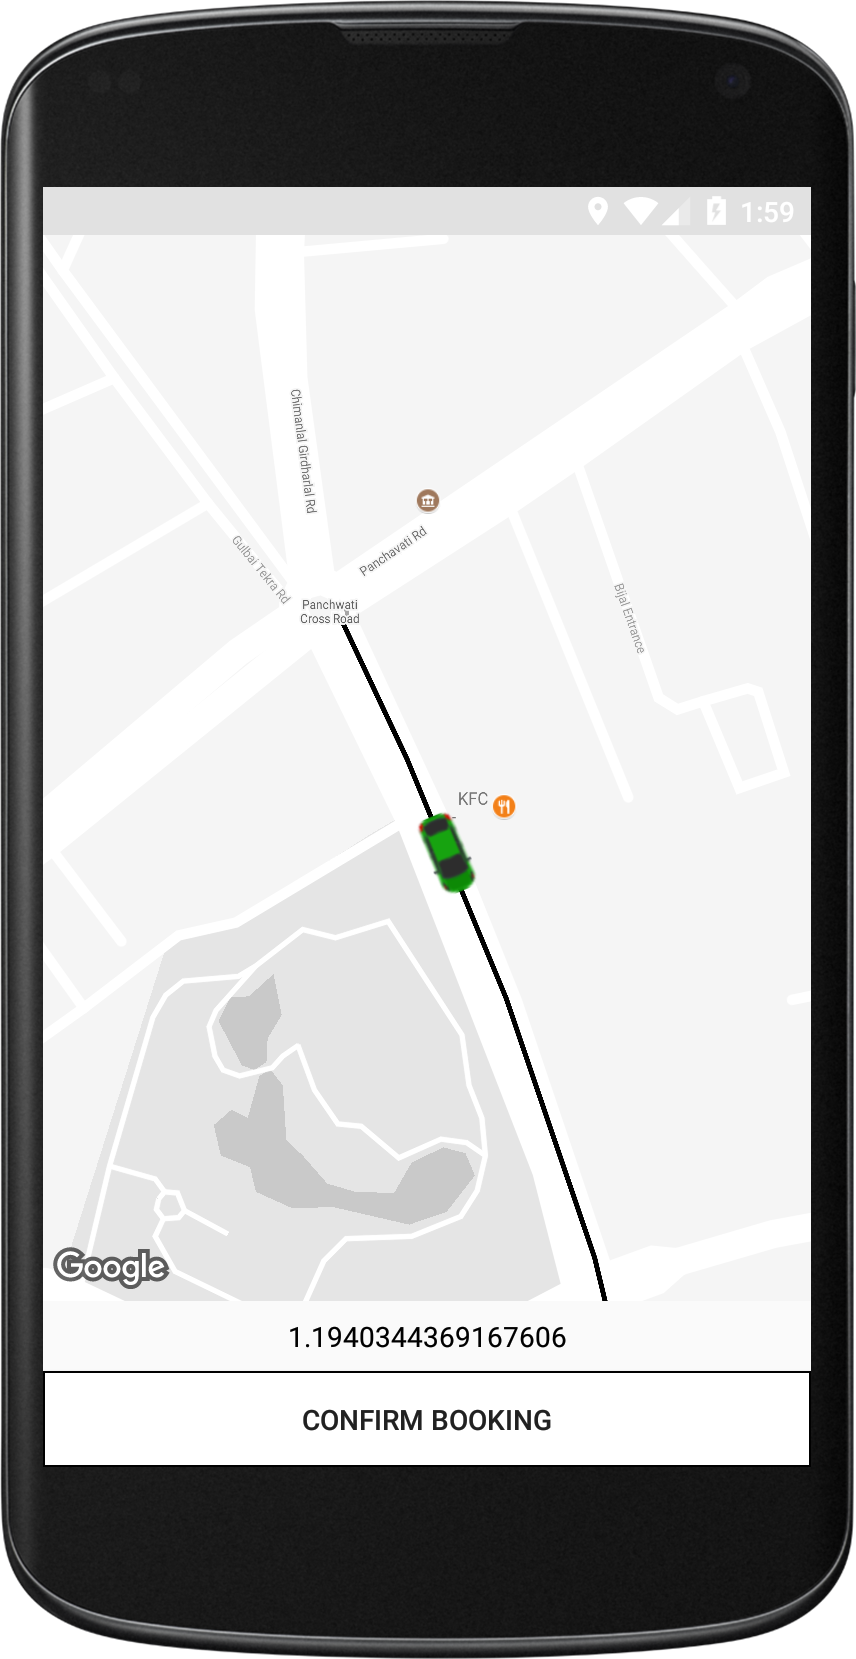 1:59
Chimanlal Girdharlal Rd
Panchavati Rd
Gulbai Tekra Rd
Bijal Entrance
Panchwati
Cross Road
KFC
Google
1.1940344369167606
CONFIRM BOOKING